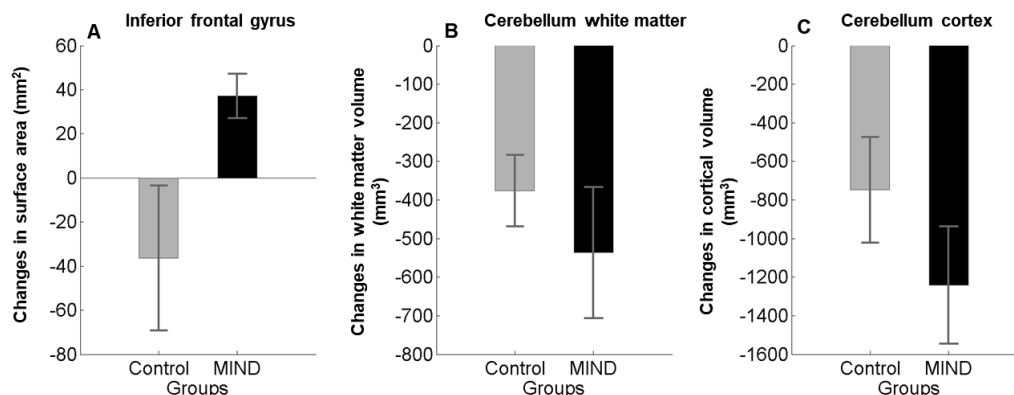 A
Inferior frontal gyrus
Changes in surface area (mm²)
60
40
20
0
-20
-40
-60
-80
Control
MIND
Groups
B
Cerebellum white matter
Changes in white matter volume
(mm³)
0
-100
-200
-300
-400
-500
-600
-700
-800
Control
MIND
Groups
C
Cerebellum cortex
Changes in cortical volume
(mm³)
0
-200
-400
-600
-800
-1000
-1200
-1400
-1600
Control
MIND
Groups